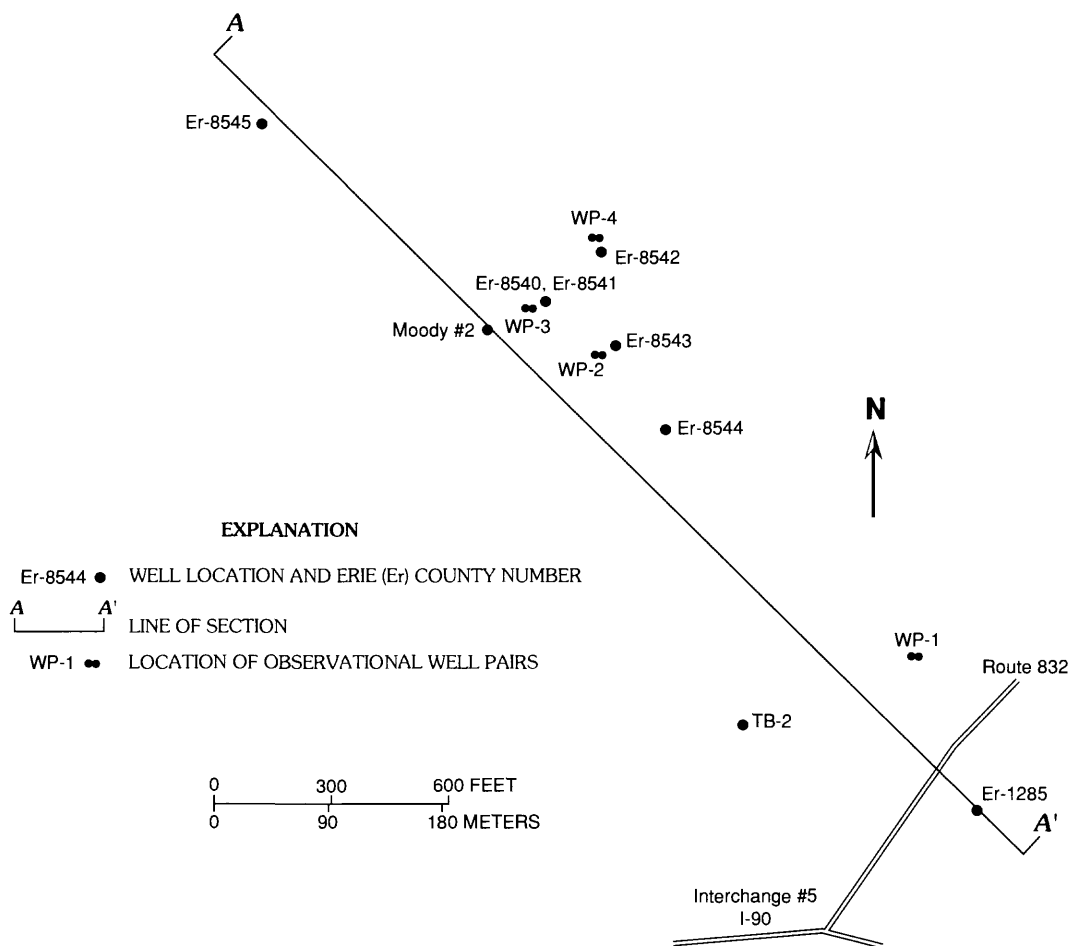 A
Er-8545
WP-4
Er-8542
Er-8540, Er-8541
WP-3
Moody #2
Er-8543
WP-2
Er-8544
N
EXPLANATION
Er-8544 WELL LOCATION AND ERIE (Er) COUNTY NUMBER
A A'
LINE OF SECTION
WP-1 LOCATION OF OBSERVATIONAL WELL PAIRS
WP-1
Route 832
TB-2
0 300 600 FEET
0 90 180 METERS
Er-1285
A'
Interchange #5
I-90